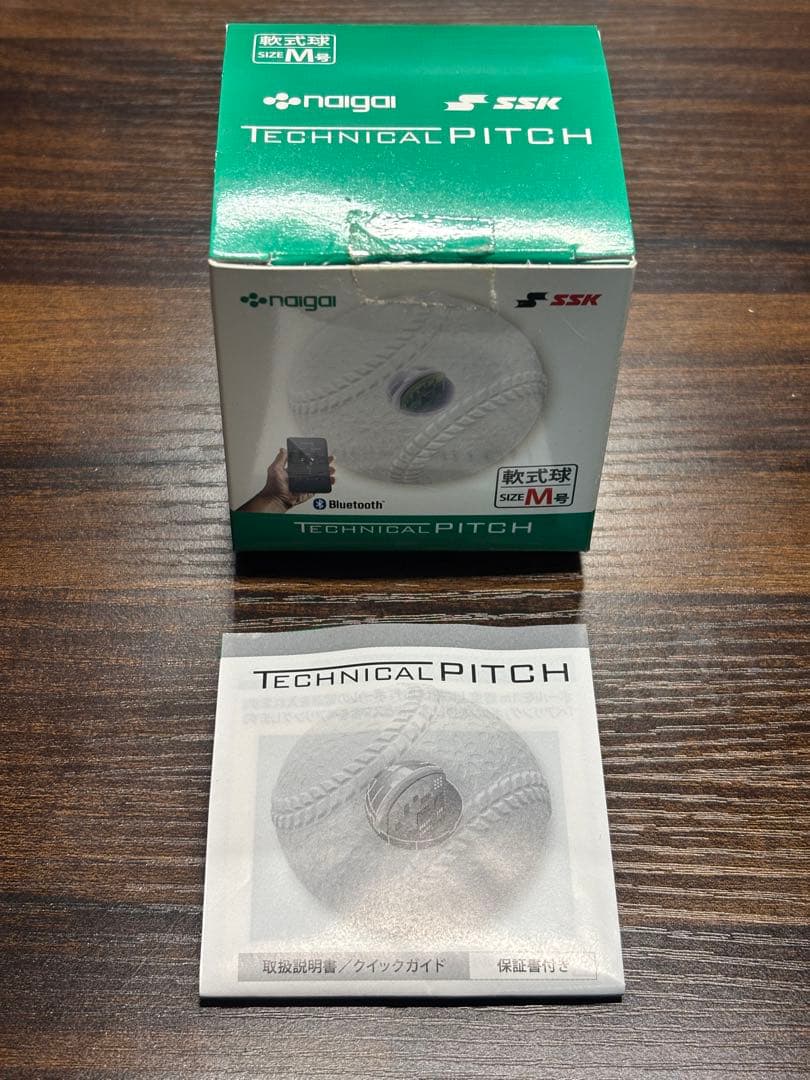 軟式球
SIZE M号
naigai SSK
TECHNICAL PITCH
naigai SSK
軟式球
SIZE M号
Bluetooth
TECHNICAL PITCH
TECHNICAL PITCH
取扱説明書／クイックガイド 保証書付き